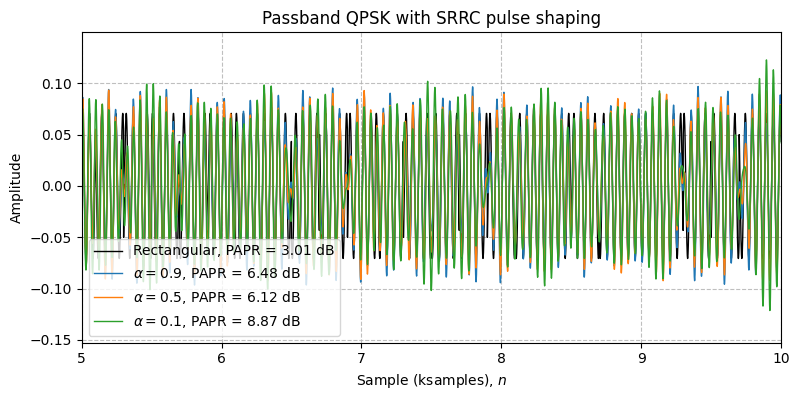 Passband QPSK with SRRC pulse shaping
Amplitude
0.10
0.05
0.00
−0.05
−0.10
−0.15
Rectangular, PAPR = 3.01 dB
α = 0.9, PAPR = 6.48 dB
α = 0.5, PAPR = 6.12 dB
α = 0.1, PAPR = 8.87 dB
5 6 7 8 9 10
Sample (ksamples), n